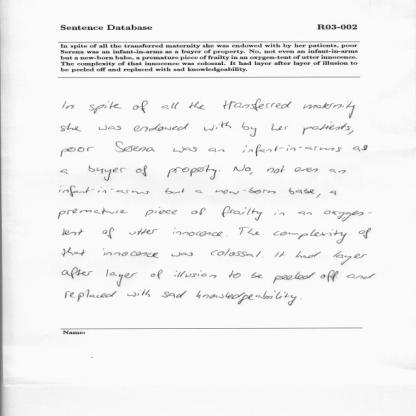 Sentence Database R03-002
In spite of all the transferred maternity she was endowed with by her patients, poor
Serena was an infant-in-arms as a buyer of property. No, not even an infant-in-arms
but a new-born babe, a premature piece of frailty in an oxygen-tent of utter innocence.
The complexity of that innocence was colossal. It had layer after layer of illusion to
be peeled off and replaced with sad knowledgeability.
In spite of all the transferred maternity
she was endowed with by her patients,
poor Serena was an infant-in-arms as
a buyer of property. No, not even an
infant-in-arms but a new-born babe, a
premature piece of frailty in an oxygen-
tent of utter innocence. The complexity of
that innocence was colossal. It had layer
after layer of illusion to be peeled off and
replaced with sad knowledgeability.
Name: